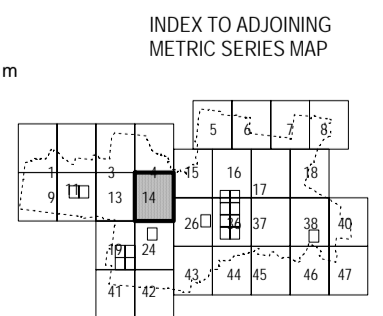 INDEX TO ADJOINING
METRIC SERIES MAP
m
5 6 7 8
1 3 4 15 16 18
9 11 13 14 17
26 36 37 38 40
19 24
43 44 45 46 47
41 42